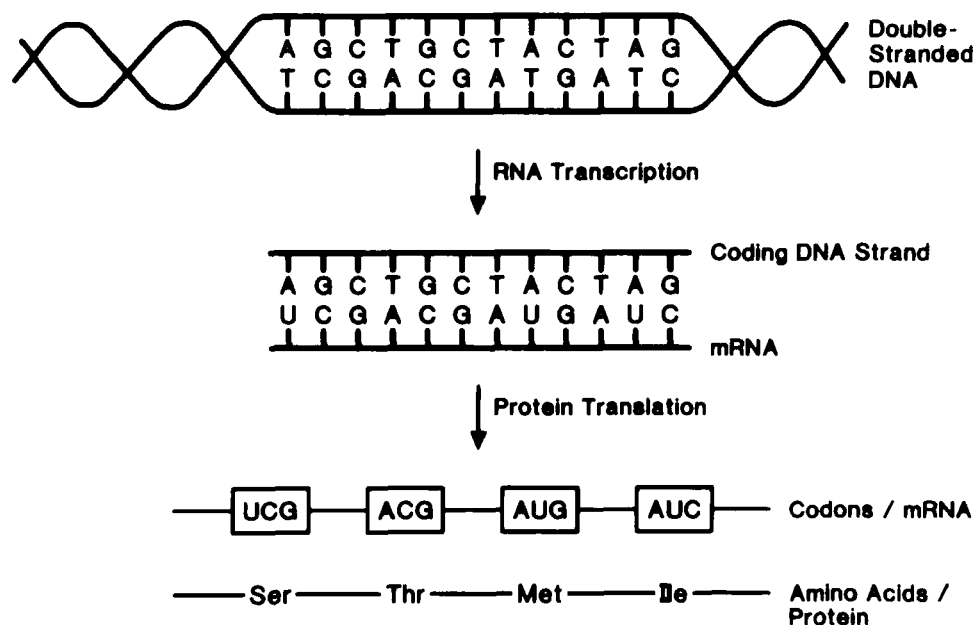 Double-
Stranded
DNA
A G C T G C T A C T A G
T C G A C G A T G A T C
RNA Transcription
Coding DNA Strand
A G C T G C T A C T A G
U C G A C G A U G A U C
mRNA
Protein Translation
UCG ACG AUG AUC Codons / mRNA
Ser Thr Met Ile Amino Acids /
Protein